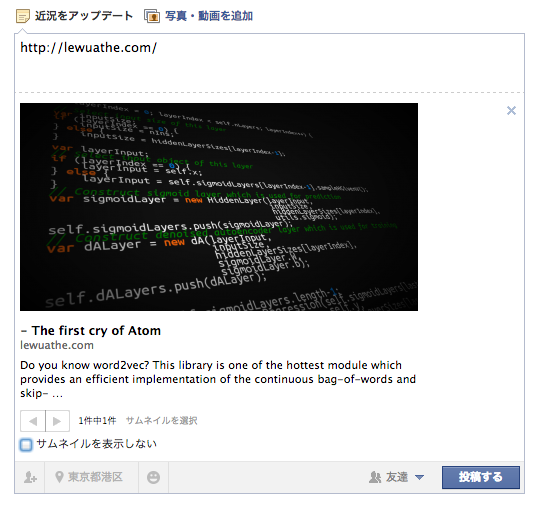 近況をアップデート 写真・動画を追加
http://lewuathe.com/
var layerInput;
if (layerIndex == 0) {
layerInput = self.x;
} else {
layerInput = self.sigmoidLayers[layerIndex-1].sampleHgivenV();
}
// Construct sigmoid layer which is used for prediction
var sigmoidLayer = new HiddenLayer(layerInput,
inputSize,
hiddenLayerSizes[layerIndex],
utils.sigmoid);
self.sigmoidLayers.push(sigmoidLayer);
// Construct denoised autoencoder layer which is used for training
var dALayer = new dA(layerInput,
inputSize,
hiddenLayerSizes[layerIndex],
sigmoidLayer.W,
sigmoidLayer.b);
self.dALayers.push(dALayer);
- The first cry of Atom
lewuathe.com
Do you know word2vec? This library is one of the hottest module which
provides an efficient implementation of the continuous bag-of-words and
skip- ...
1件中1件 サムネイルを選択
サムネイルを表示しない
東京都港区 友達 投稿する